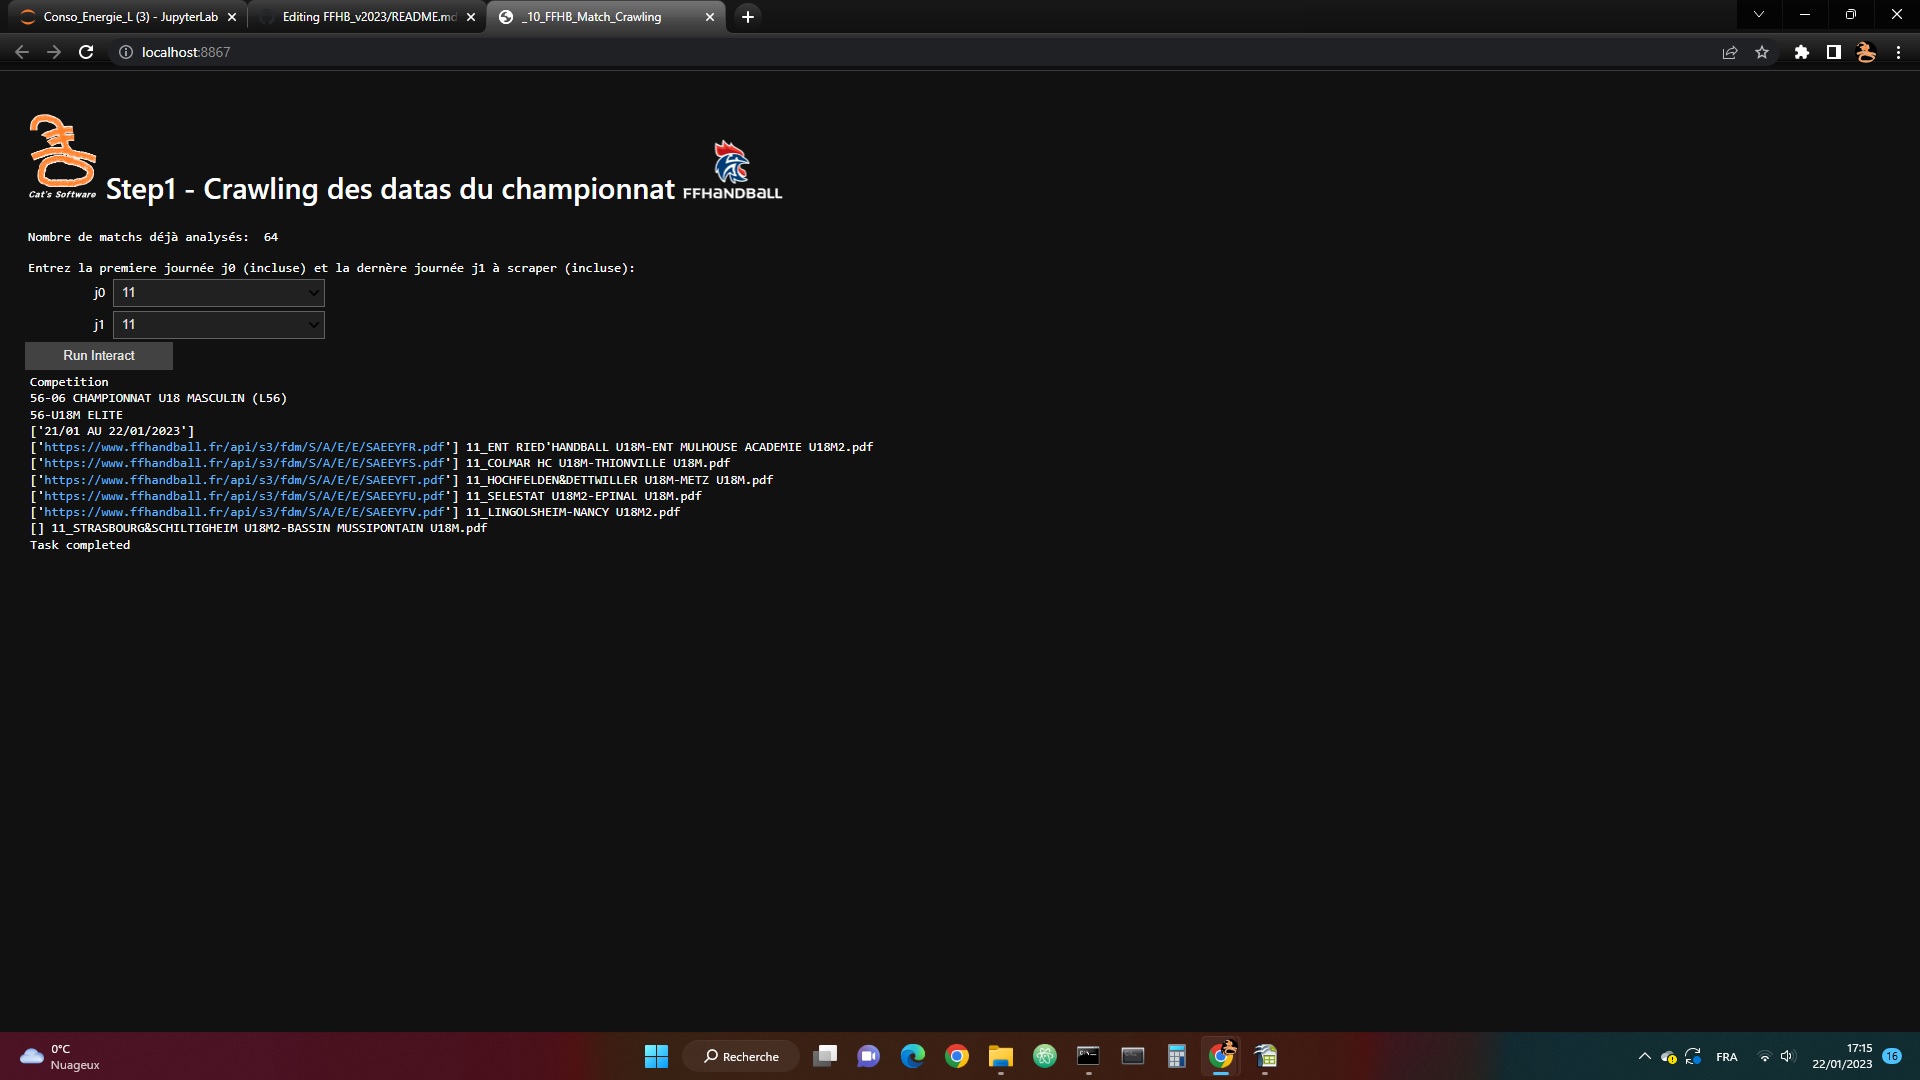 Conso_Energie_L (3) - JupyterLab
Editing FFHB_v2023/README.md
_10_FFHB_Match_Crawling
localhost:8867
Cat's Software
Step1 - Crawling des datas du championnat
FFHANDBALL
Nombre de matchs déjà analysés:  64
Entrez la premiere journée j0 (incluse) et la dernère journée j1 à scraper (incluse):
j0 11
j1 11
Run Interact
Competition
56-06 CHAMPIONNAT U18 MASCULIN (L56)
56-U18M ELITE
['21/01 AU 22/01/2023']
['https://www.ffhandball.fr/api/s3/fdm/S/A/E/E/SAEEYFR.pdf'] 11_ENT RIED'HANDBALL U18M-ENT MULHOUSE ACADEMIE U18M2.pdf
['https://www.ffhandball.fr/api/s3/fdm/S/A/E/E/SAEEYFS.pdf'] 11_COLMAR HC U18M-THIONVILLE U18M.pdf
['https://www.ffhandball.fr/api/s3/fdm/S/A/E/E/SAEEYFT.pdf'] 11_HOCHFELDEN&DETTWILLER U18M-METZ U18M.pdf
['https://www.ffhandball.fr/api/s3/fdm/S/A/E/E/SAEEYFU.pdf'] 11_SELESTAT U18M2-EPINAL U18M.pdf
['https://www.ffhandball.fr/api/s3/fdm/S/A/E/E/SAEEYFV.pdf'] 11_LINGOLSHEIM-NANCY U18M2.pdf
[] 11_STRASBOURG&SCHILTIGHEIM U18M2-BASSIN MUSSIPONTAIN U18M.pdf
Task completed
0°C
Nuageux
Recherche
FRA
17:15
22/01/2023
16